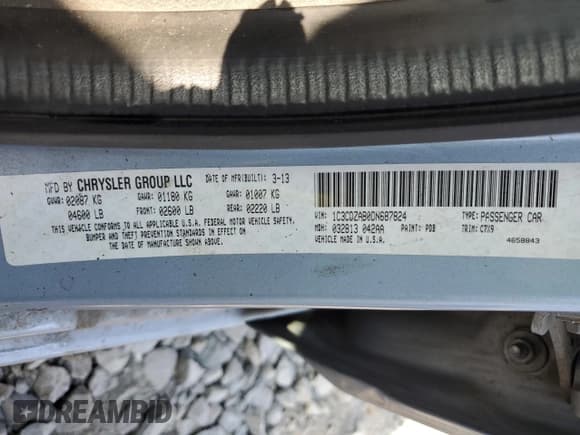 MFD BY CHRYSLER GROUP LLC DATE OF MFR(BUILT): 3-13
GVWR: 02087 KG GAWR: 01180 KG GAWR: 01007 KG
04600 LB FRONT: 02600 LB REAR: 02220 LB
THIS VEHICLE CONFORMS TO ALL APPLICABLE U.S.A. FEDERAL MOTOR VEHICLE SAFETY,
BUMPER AND THEFT PREVENTION STANDARDS IN EFFECT ON THE DATE
OF MANUFACTURE SHOWN ABOVE.
VIN: 1C3CDZAB0DN687824 TYPE: PASSENGER CAR
MDH: 032813 042AA PAINT: PDB TRIM: C7X9
MADE IN U.S.A. 4658843
DREAMBID